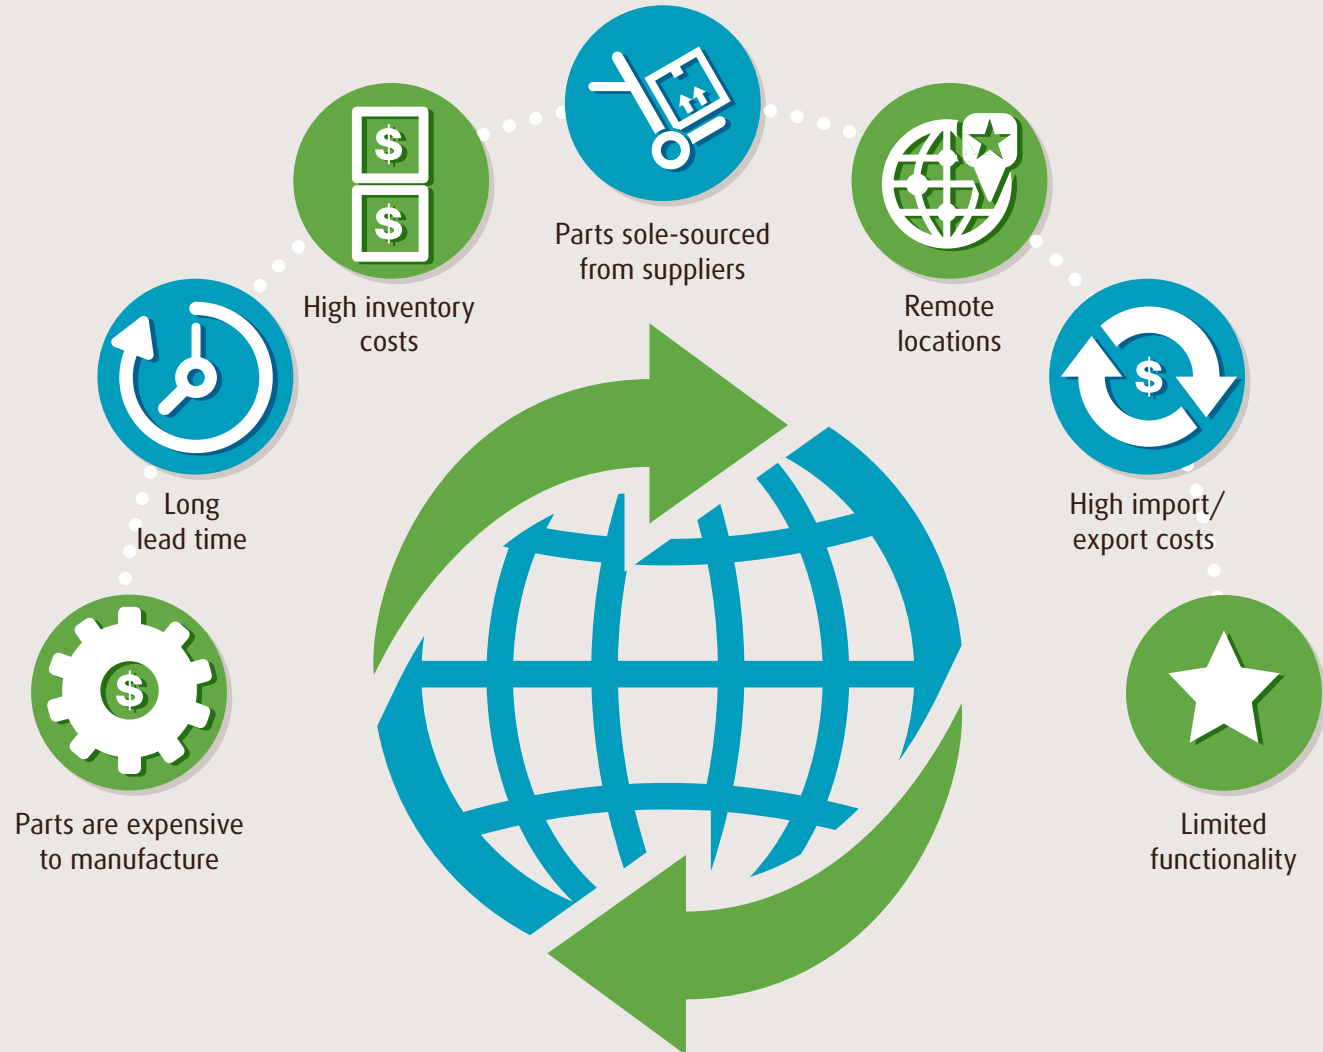 $
$
Parts sole-sourced
from suppliers
High inventory
costs
Remote
locations
$
Long
lead time
High import/
export costs
$
Parts are expensive
to manufacture
Limited
functionality